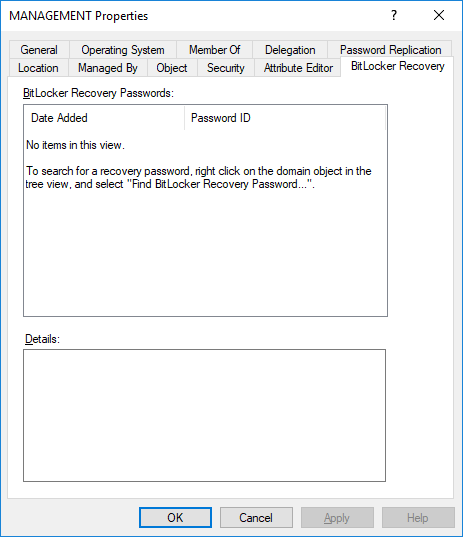 MANAGEMENT Properties ? ×
General Operating System Member Of Delegation Password Replication
Location Managed By Object Security Attribute Editor BitLocker Recovery
BitLocker Recovery Passwords:
Date Added Password ID
No items in this view.
To search for a recovery password, right click on the domain object in the
tree view, and select "Find BitLocker Recovery Password...".
Details:
OK Cancel Apply Help